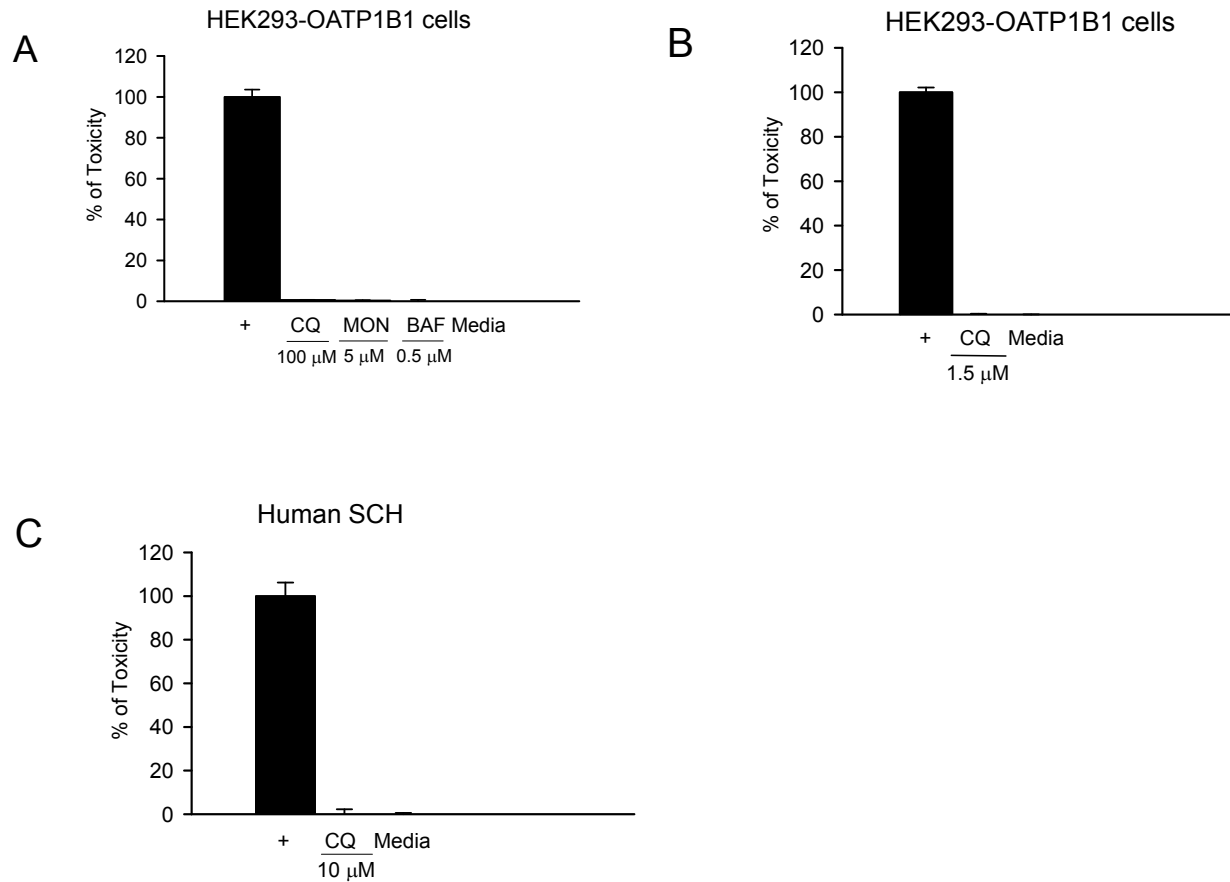 A
HEK293-OATP1B1 cells
% of Toxicity
120
100
80
60
40
20
0
+ CQ MON BAF Media
100 μM 5 μM 0.5 μM
B
HEK293-OATP1B1 cells
% of Toxicity
120
100
80
60
40
20
0
+ CQ Media
1.5 μM
C
Human SCH
% of Toxicity
120
100
80
60
40
20
0
+ CQ Media
10 μM